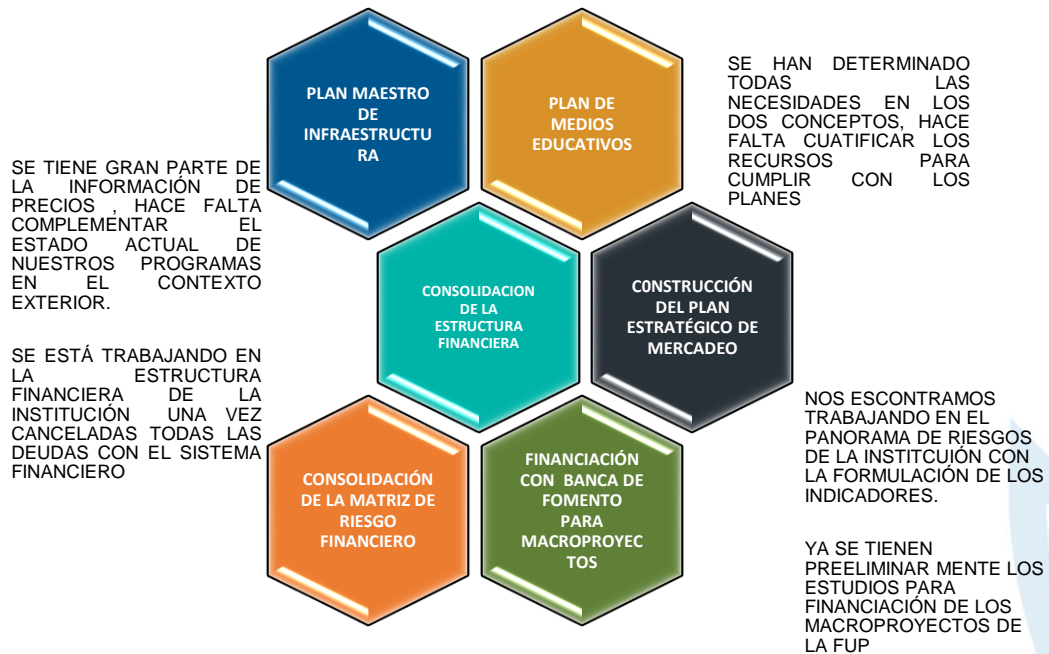 PLAN MAESTRO
DE
INFRAESTRUCTU
RA
PLAN DE
MEDIOS
EDUCATIVOS
SE HAN DETERMINADO
TODAS LAS
NECESIDADES EN LOS
DOS CONCEPTOS, HACE
FALTA CUATIFICAR LOS
RECURSOS PARA
CUMPLIR CON LOS
PLANES
SE TIENE GRAN PARTE DE
LA INFORMACIÓN DE
PRECIOS , HACE FALTA
COMPLEMENTAR EL
ESTADO ACTUAL DE
NUESTROS PROGRAMAS
EN EL CONTEXTO
EXTERIOR.
CONSOLIDACION
DE LA
ESTRUCTURA
FINANCIERA
C0NSTRUCCIÓN
DEL PLAN
ESTRATÉGICO DE
MERCADEO
SE ESTÁ TRABAJANDO EN
LA ESTRUCTURA
FINANCIERA DE LA
INSTITUCIÓN UNA VEZ
CANCELADAS TODAS LAS
DEUDAS CON EL SISTEMA
FINANCIERO
CONSOLIDACIÓN
DE LA MATRIZ DE
RIESGO
FINANCIERO
FINANCIACIÓN
CON BANCA DE
FOMENTO
PARA
MACROPROYEC
TOS
NOS ESCONTRAMOS
TRABAJANDO EN EL
PANORAMA DE RIESGOS
DE LA INSTITCUIÓN CON
LA FORMULACIÓN DE LOS
INDICADORES.
YA SE TIENEN
PREELIMINAR MENTE LOS
ESTUDIOS PARA
FINANCIACIÓN DE LOS
MACROPROYECTOS DE
LA FUP